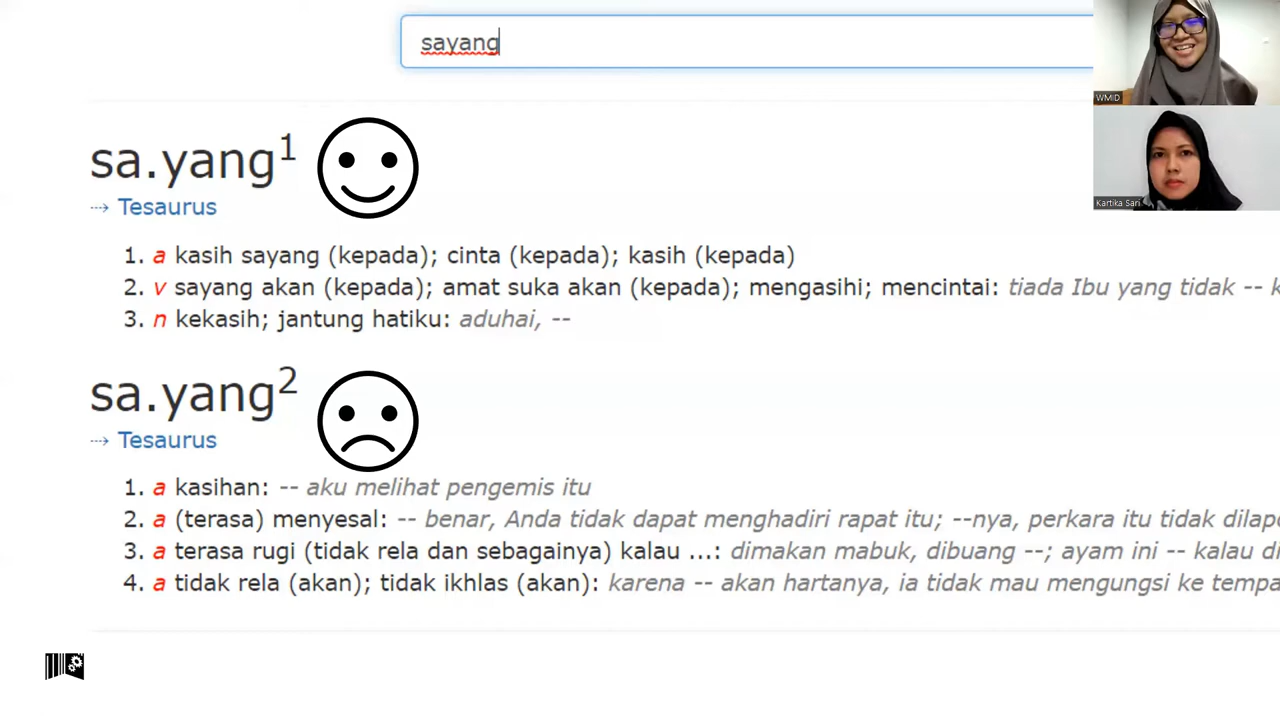 sayang
WMID
Kartika Sari
sa.yang1
⇢ Tesaurus
1. a kasih sayang (kepada); cinta (kepada); kasih (kepada)
2. v sayang akan (kepada); amat suka akan (kepada); mengasihi; mencintai: tiada Ibu yang tidak -- k
3. n kekasih; jantung hatiku: aduhai, --
sa.yang2
⇢ Tesaurus
1. a kasihan: -- aku melihat pengemis itu
2. a (terasa) menyesal: -- benar, Anda tidak dapat menghadiri rapat itu; --nya, perkara itu tidak dilap
3. a terasa rugi (tidak rela dan sebagainya) kalau ...: dimakan mabuk, dibuang --; ayam ini -- kalau di
4. a tidak rela (akan); tidak ikhlas (akan): karena -- akan hartanya, ia tidak mau mengungsi ke tempa